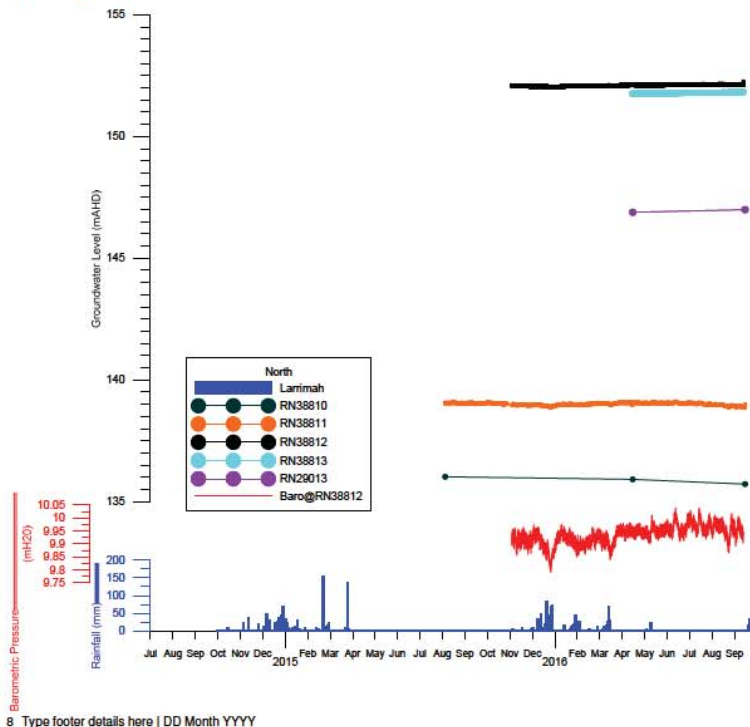 155
150
145
140
135
Groundwater Level (mAHD)
North
Larrimah
RN38810
RN38811
RN38812
RN38813
RN29013
Baro@RN38812
10.05
10
9.95
9.9
9.85
9.8
9.75
Barometric Pressure (mH20)
200
150
100
50
0
Rainfall (mm)
Jul Aug Sep Oct Nov Dec Feb Mar Apr May Jun Jul Aug Sep Oct Nov Dec Feb Mar Apr May Jun Jul Aug Sep
2015 2016
8 Type footer details here | DD Month YYYY